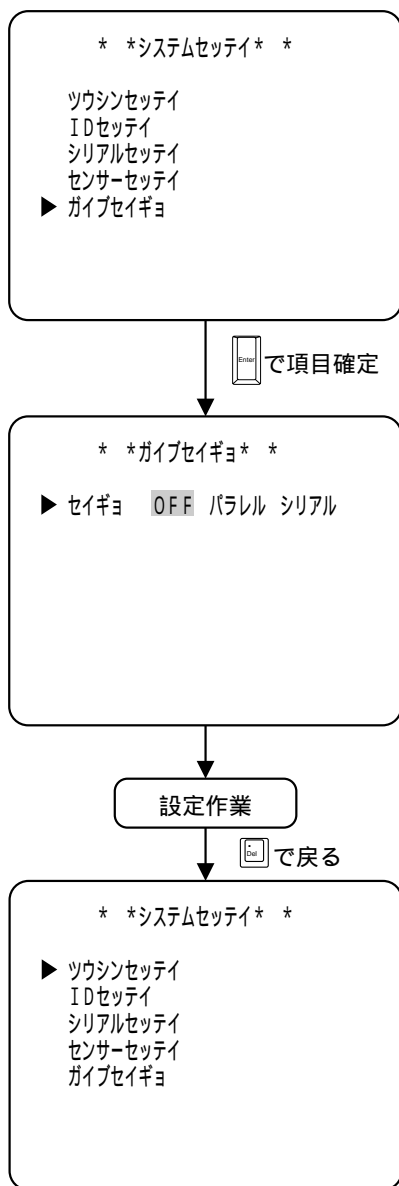 * *システムセッテイ* *
ツウシンセッテイ
IDセッテイ
シリアルセッテイ
センサーセッテイ
▶ ガイブセイギョ
Enter で項目確定
* *ガイブセイギョ* *
▶ セイギョ OFF パラレル シリアル
設定作業
. Del で戻る
* *システムセッテイ* *
▶ ツウシンセッテイ
IDセッテイ
シリアルセッテイ
センサーセッテイ
ガイブセイギョ